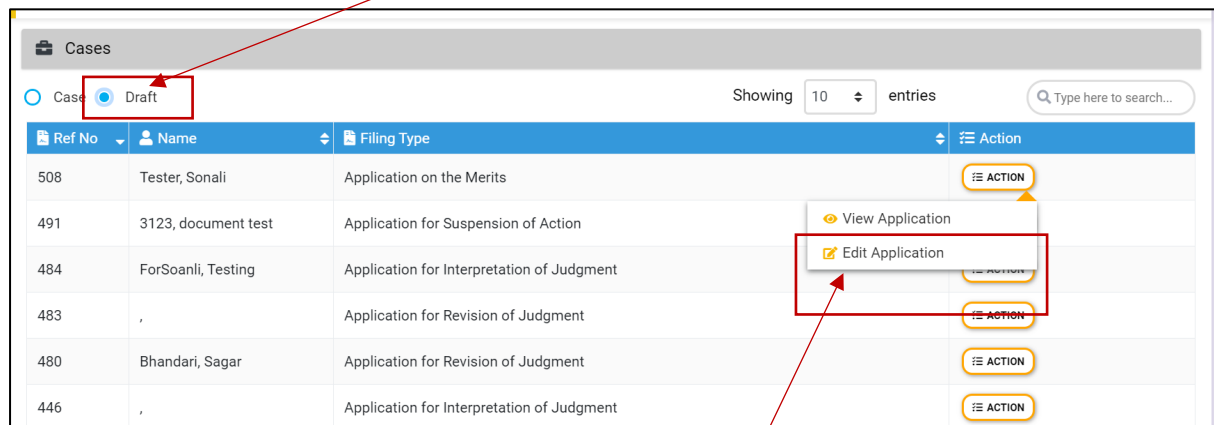 Cases
Case Draft Showing 10 entries Type here to search...
Ref No Name Filing Type Action
508 Tester, Sonali Application on the Merits ACTION
491 3123, document test Application for Suspension of Action View Application
Edit Application
484 ForSoanli, Testing Application for Interpretation of Judgment ACTION
483 , Application for Revision of Judgment ACTION
480 Bhandari, Sagar Application for Revision of Judgment ACTION
446 , Application for Interpretation of Judgment ACTION